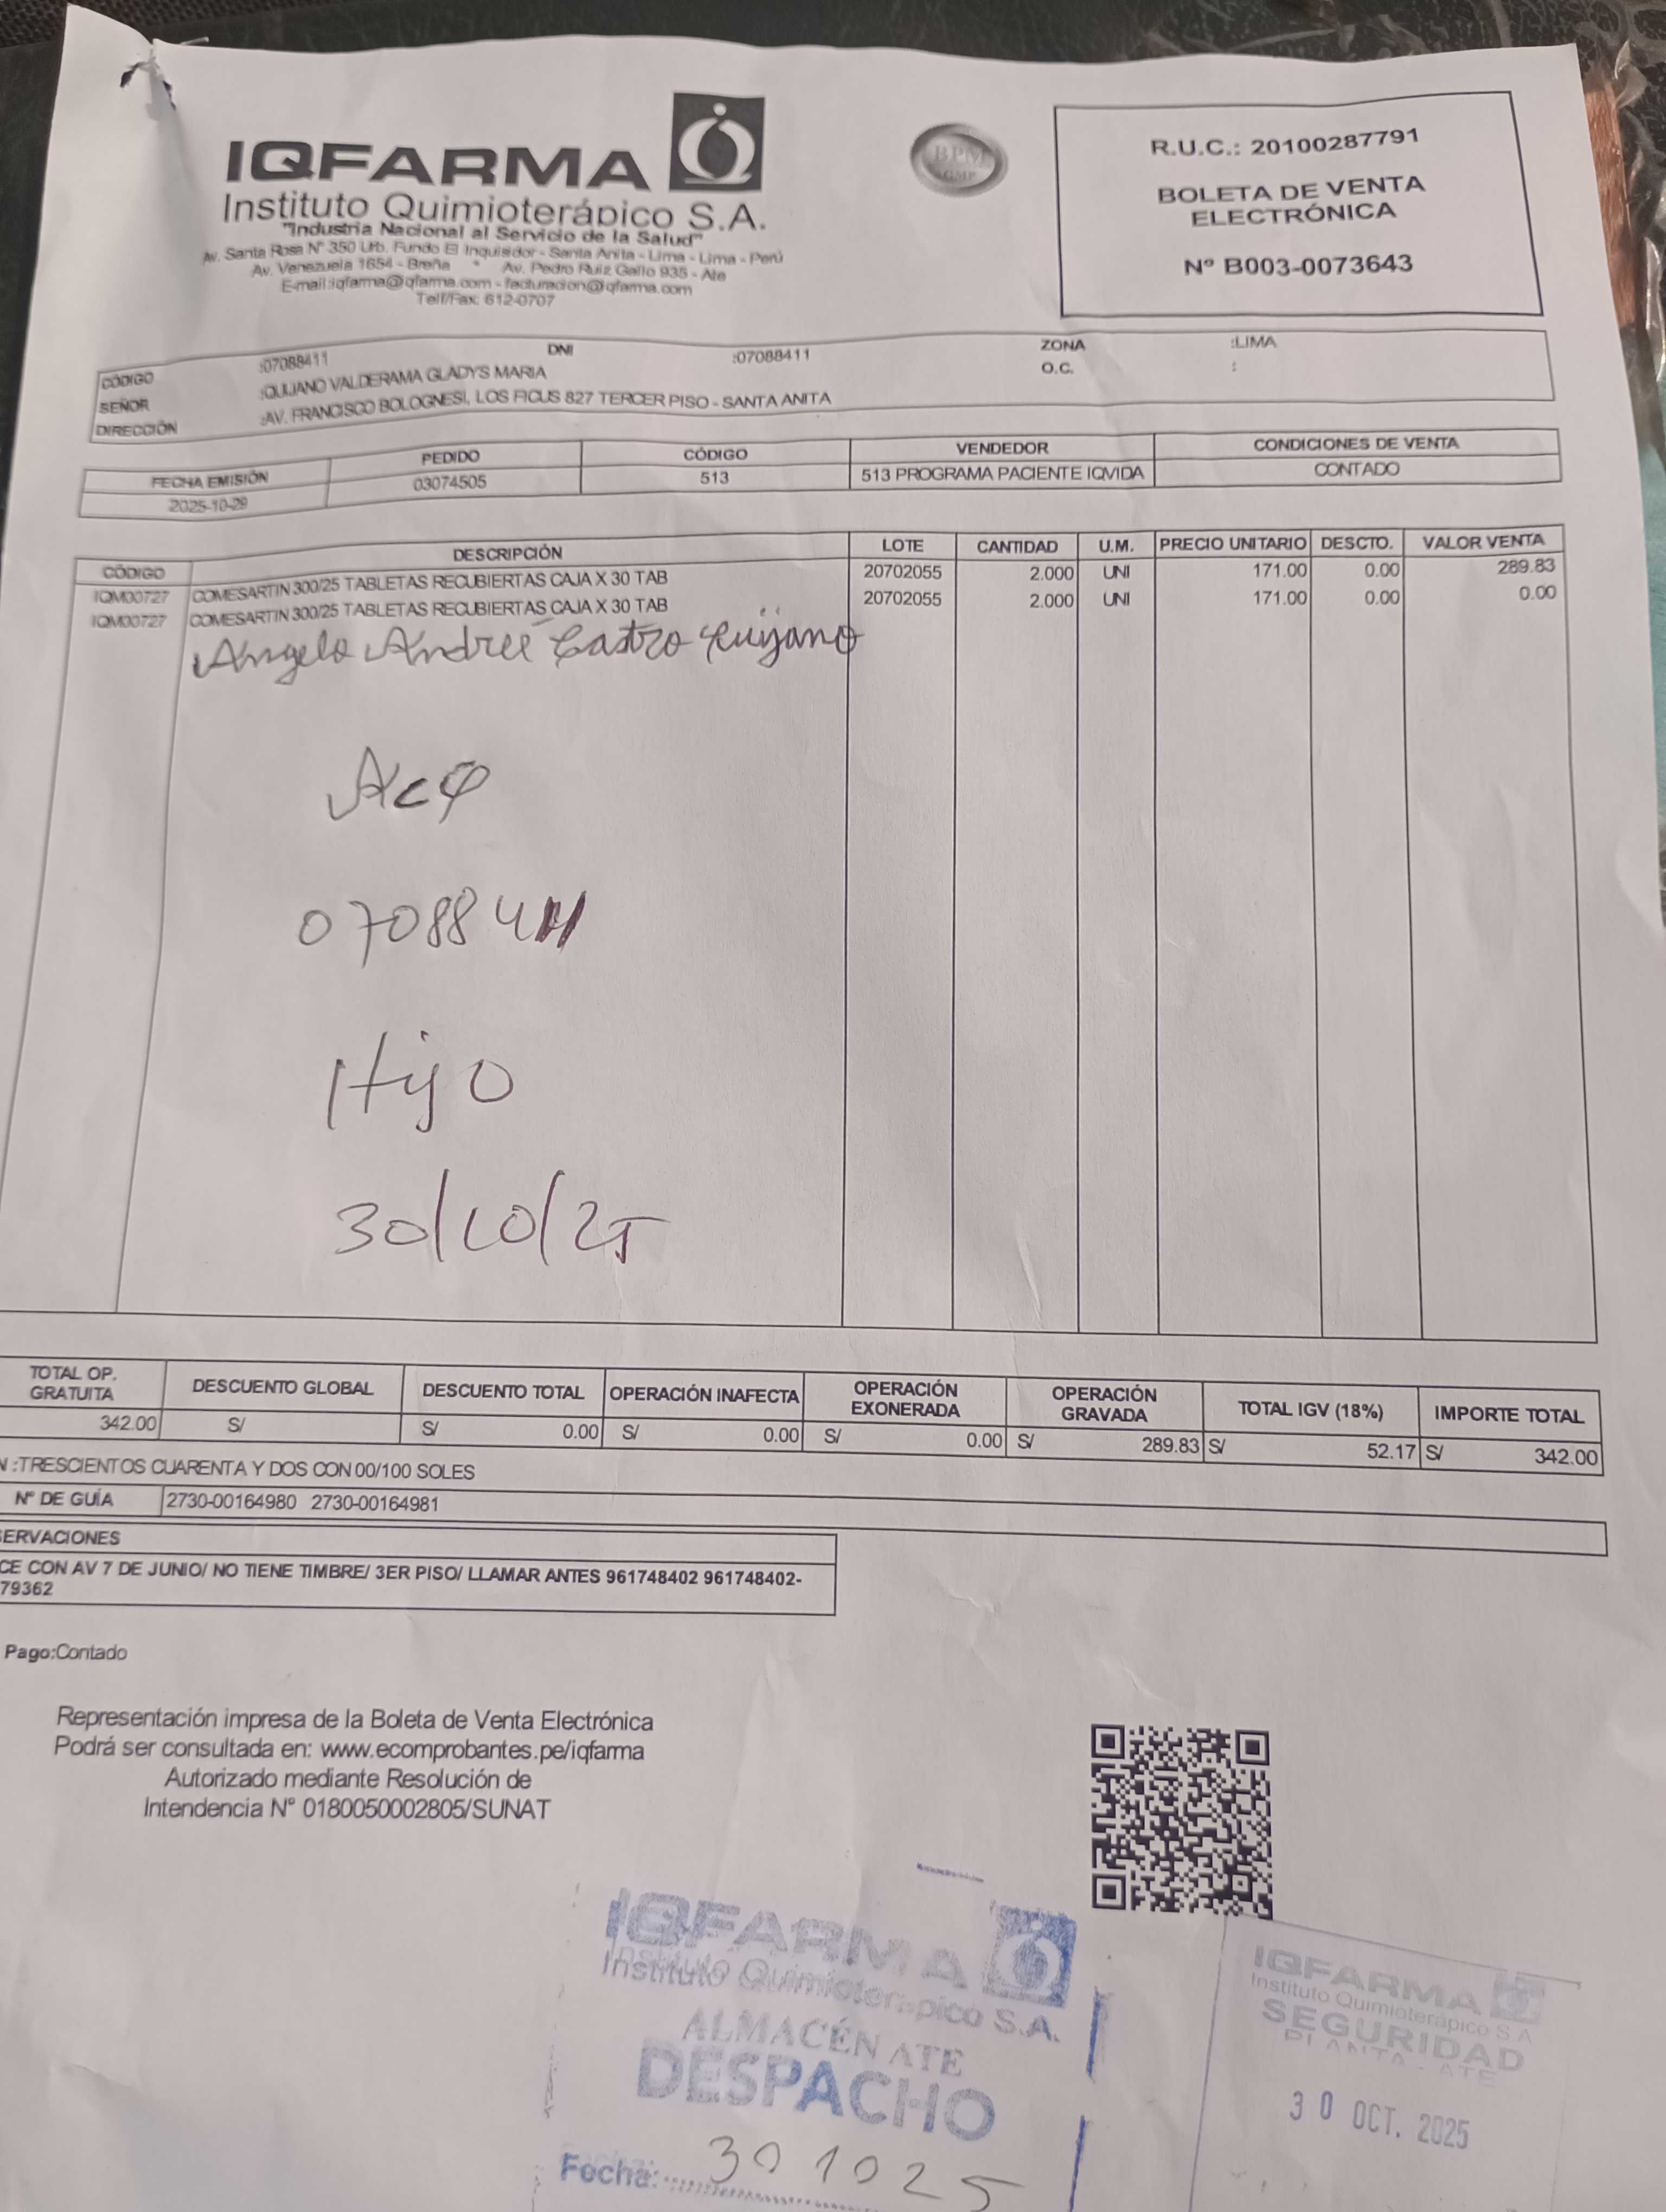 IQFARMA
Instituto Quimioterápico S.A.
"Industria Nacional al Servicio de la Salud"
Av. Santa Rosa N° 350 Urb. Fundo El Inquisidor - Santa Anita - Lima - Lima - Perú
Av. Venezuela 1654 - Breña * Av. Pedro Ruiz Gallo 935 - Ate
E-mail:iqfarma@iqfarma.com - facturacion@iqfarma.com
Telf/Fax: 612-0707
BPM
GMP
R.U.C.: 20100287791
BOLETA DE VENTA
ELECTRÓNICA
Nº B003-0073643
CÓDIGO :07088411 DNI :07088411 ZONA :LIMA
SEÑOR :QUIJANO VALDERAMA GLADYS MARIA O.C. :
DIRECCIÓN :AV. FRANCISCO BOLOGNESI, LOS FICUS 827 TERCER PISO - SANTA ANITA
FECHA EMISIÓN PEDIDO CÓDIGO VENDEDOR CONDICIONES DE VENTA
2025-10-29 03074505 513 513 PROGRAMA PACIENTE IQVIDA CONTADO
CÓDIGO DESCRIPCIÓN LOTE CANTIDAD U.M. PRECIO UNITARIO DESCTO. VALOR VENTA
IQM00727 COMESARTIN 300/25 TABLETAS RECUBIERTAS CAJA X 30 TAB 20702055 2.000 UNI 171.00 0.00 289.83
IQM00727 COMESARTIN 300/25 TABLETAS RECUBIERTAS CAJA X 30 TAB 20702055 2.000 UNI 171.00 0.00 0.00
Angelo Andreé Castro Quijano
07088411
Hijo
30/10/25
TOTAL OP. GRATUITA DESCUENTO GLOBAL DESCUENTO TOTAL OPERACIÓN INAFECTA OPERACIÓN EXONERADA OPERACIÓN GRAVADA TOTAL IGV (18%) IMPORTE TOTAL
342.00 S/ S/ 0.00 S/ 0.00 S/ 0.00 S/ 289.83 S/ 52.17 S/ 342.00
N :TRESCIENTOS CUARENTA Y DOS CON 00/100 SOLES
Nº DE GUÍA 2730-00164980 2730-00164981
SERVACIONES
CE CON AV 7 DE JUNIO/ NO TIENE TIMBRE/ 3ER PISO/ LLAMAR ANTES 961748402 961748402-
79362
Pago:Contado
Representación impresa de la Boleta de Venta Electrónica
Podrá ser consultada en: www.ecomprobantes.pe/iqfarma
Autorizado mediante Resolución de
Intendencia N° 0180050002805/SUNAT
IQFARMA
Instituto Quimioterápico S.A.
ALMACÉN ATE
DESPACHO
Fecha: 30 10 25
IQFARMA
Instituto Quimioterápico S.A
SEGURIDAD
PLANTA - ATE
30 OCT. 2025